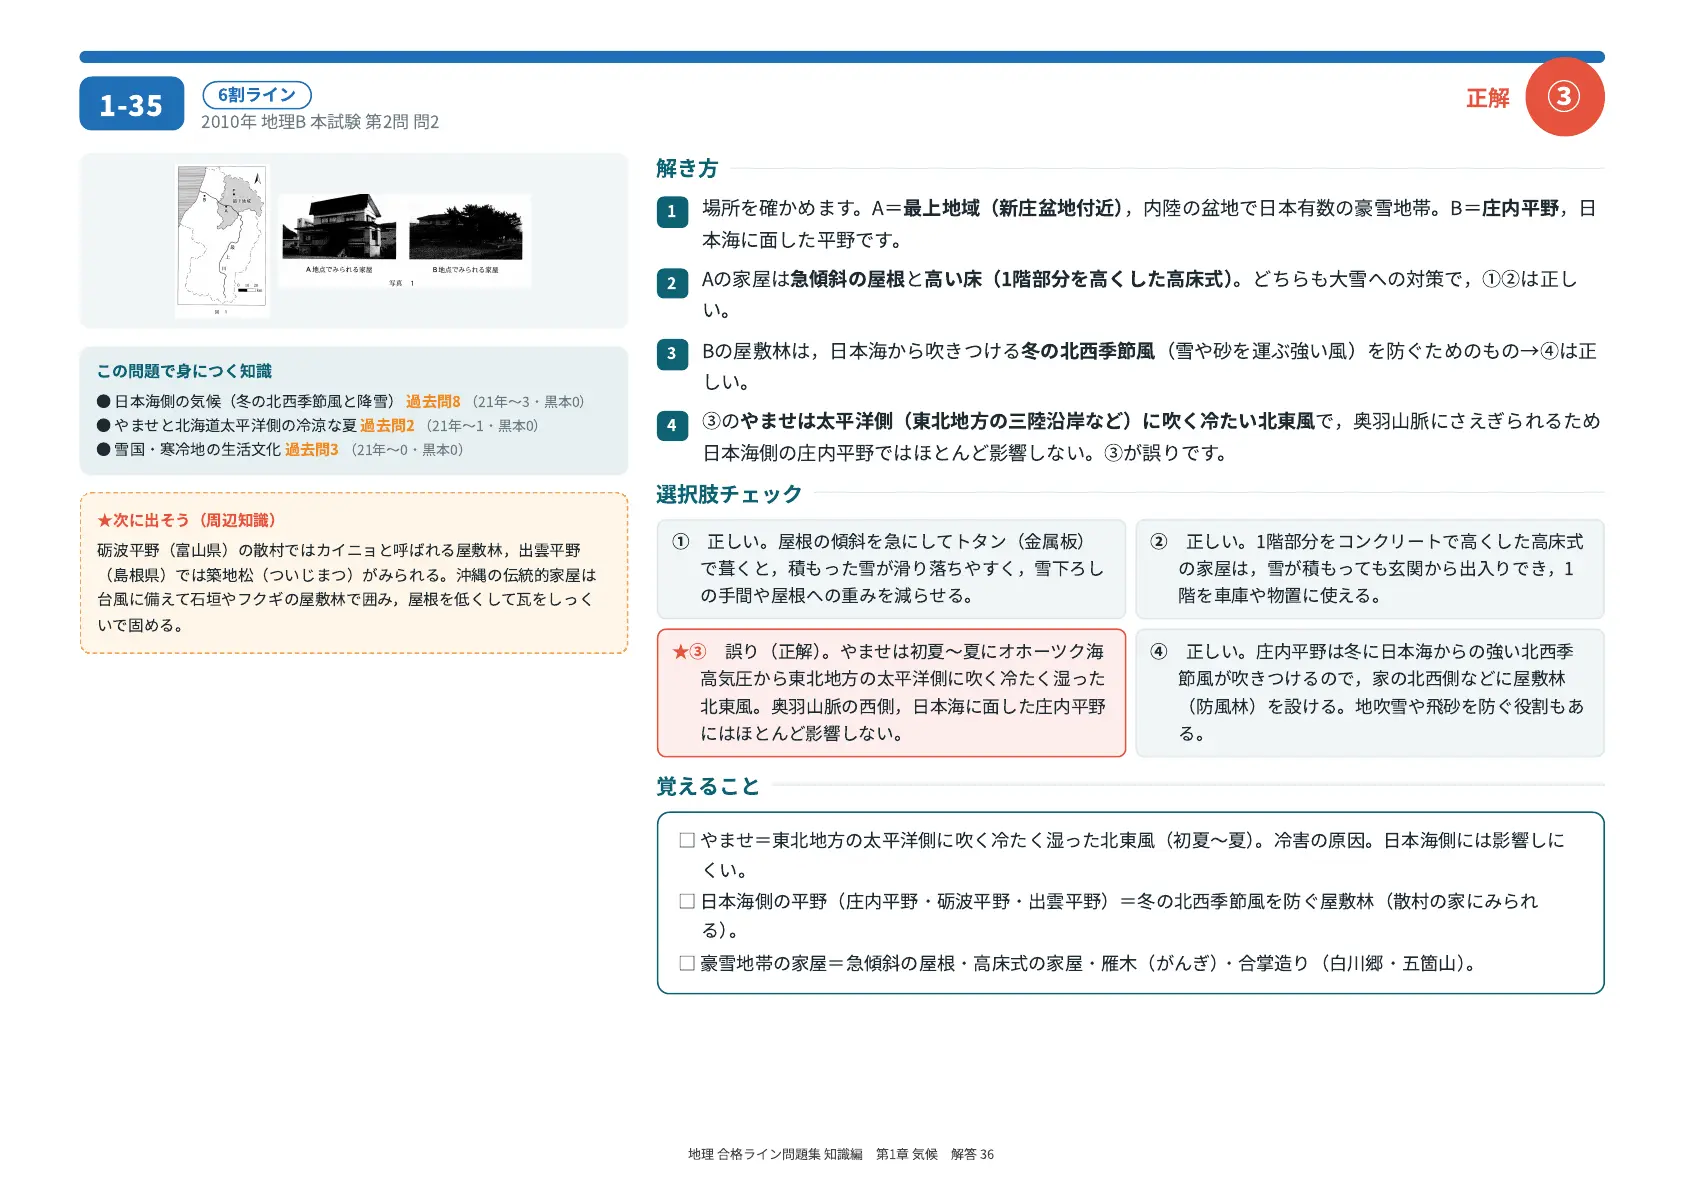 1-35
6割ライン
2010年 地理B 本試験 第2問 問2
正解
③
最上地域
A
B
最
上
川
図 1
A 地点でみられる家屋
B 地点でみられる家屋
写真 1
この問題で身につく知識
● 日本海側の気候（冬の北西季節風と降雪） 過去問8 （21年〜3・黒本0）
● やませと北海道太平洋側の冷涼な夏 過去問2 （21年〜1・黒本0）
● 雪国・寒冷地の生活文化 過去問3 （21年〜0・黒本0）
★次に出そう（周辺知識）
砺波平野（富山県）の散村ではカイニョと呼ばれる屋敷林，出雲平野
（島根県）では築地松（ついじまつ）がみられる。沖縄の伝統的家屋は
台風に備えて石垣やフクギの屋敷林で囲み，屋根を低くして瓦をしっく
いで固める。
解き方
1 場所を確かめます。A＝最上地域（新庄盆地付近），内陸の盆地で日本有数の豪雪地帯。B＝庄内平野，日
本海に面した平野です。
2 Aの家屋は急傾斜の屋根と高い床（1階部分を高くした高床式）。どちらも大雪への対策で，①②は正し
い。
3 Bの屋敷林は，日本海から吹きつける冬の北西季節風（雪や砂を運ぶ強い風）を防ぐためのもの→④は正
しい。
4 ③のやませは太平洋側（東北地方の三陸沿岸など）に吹く冷たい北東風で，奥羽山脈にさえぎられるため
日本海側の庄内平野ではほとんど影響しない。③が誤りです。
選択肢チェック
① 正しい。屋根の傾斜を急にしてトタン（金属板）
で葺くと，積もった雪が滑り落ちやすく，雪下ろし
の手間や屋根への重みを減らせる。
② 正しい。1階部分をコンクリートで高くした高床式
の家屋は，雪が積もっても玄関から出入りでき，1
階を車庫や物置に使える。
★③ 誤り（正解）。やませは初夏〜夏にオホーツク海
高気圧から東北地方の太平洋側に吹く冷たく湿った
北東風。奥羽山脈の西側，日本海に面した庄内平野
にはほとんど影響しない。
④ 正しい。庄内平野は冬に日本海からの強い北西季
節風が吹きつけるので，家の北西側などに屋敷林
（防風林）を設ける。地吹雪や飛砂を防ぐ役割もあ
る。
覚えること
□ やませ＝東北地方の太平洋側に吹く冷たく湿った北東風（初夏〜夏）。冷害の原因。日本海側には影響しに
くい。
□ 日本海側の平野（庄内平野・砺波平野・出雲平野）＝冬の北西季節風を防ぐ屋敷林（散村の家にみられ
る）。
□ 豪雪地帯の家屋＝急傾斜の屋根・高床式の家屋・雁木（がんぎ）・合掌造り（白川郷・五箇山）。
地理 合格ライン問題集 知識編 第1章 気候 解答 36